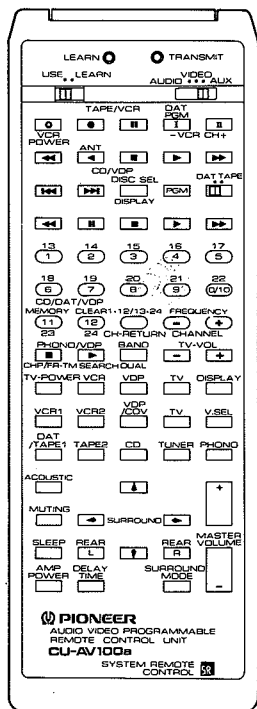 LEARN TRANSMIT
VIDEO
USE LEARN AUDIO AUX
TAPE/VCR DAT
PGM
I II
VCR -VCR CH+
POWER
ANT
CD/VDP
DISC SEL DAT TAPE
PGM
DISPLAY
13 14 15 16 17
1 2 3 4 5
18 19 20 21 22
6 7 8 9 0/10
CD/DAT/VDP
MEMORY CLEAR 1·12/13·24 FREQUENCY
11 12 - +
23 24 CH-RETURN CHANNEL
PHONO/VDP BAND TV-VOL
- +
CHP/FR-TM SEARCH DUAL
TV-POWER VCR VDP TV DISPLAY
VDP
VCR1 VCR2 /CDV TV V.SEL
DAT
/TAPE1 TAPE2 CD TUNER PHONO
ACOUSTIC
+
MUTING
SURROUND
MASTER
SLEEP REAR REAR VOLUME
L R
AMP DELAY SURROUND
POWER TIME MODE
-
PIONEER
AUDIO VIDEO PROGRAMMABLE
REMOTE CONTROL UNIT
CU-AV100a
SYSTEM REMOTE
CONTROL SR